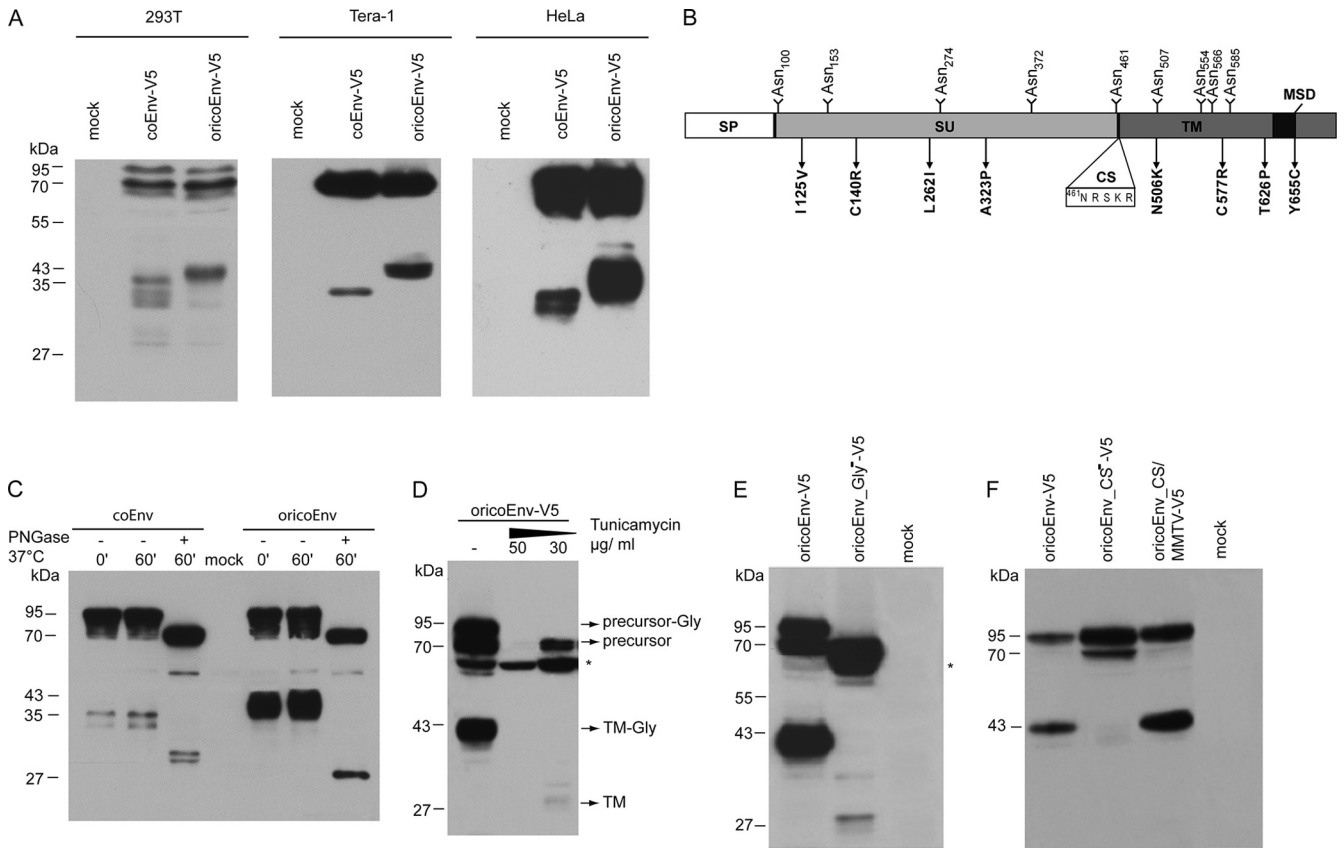 A
293T
Tera-1
HeLa
mock
coEnv-V5
oricoEnv-V5
mock
coEnv-V5
oricoEnv-V5
mock
coEnv-V5
oricoEnv-V5
kDa
95
70
55
43
35
27
B
Asn100
Asn153
Asn274
Asn372
Asn461
Asn507
Asn554
Asn566
Asn585
MSD
SP
SU
TM
CS
461N R S K R
I 125V
C140R
L 262I
A323P
N506K
C 577R
T626P
Y655C
C
coEnv
oricoEnv
PNGase - - + - - +
37°C 0' 60' 60' mock 0' 60' 60'
kDa
95
70
43
35
27
D
oricoEnv-V5
Tunicamycin
- 50 30 µg/ ml
kDa
95
70
43
27
precursor-Gly
precursor
*
TM-Gly
TM
E
oricoEnv-V5
oricoEnv_Gly--V5
mock
kDa
95
70
55
43
27
*
F
oricoEnv-V5
oricoEnv_CS--V5
oricoEnv_CS/
MMTV-V5
mock
kDa
95
70
43